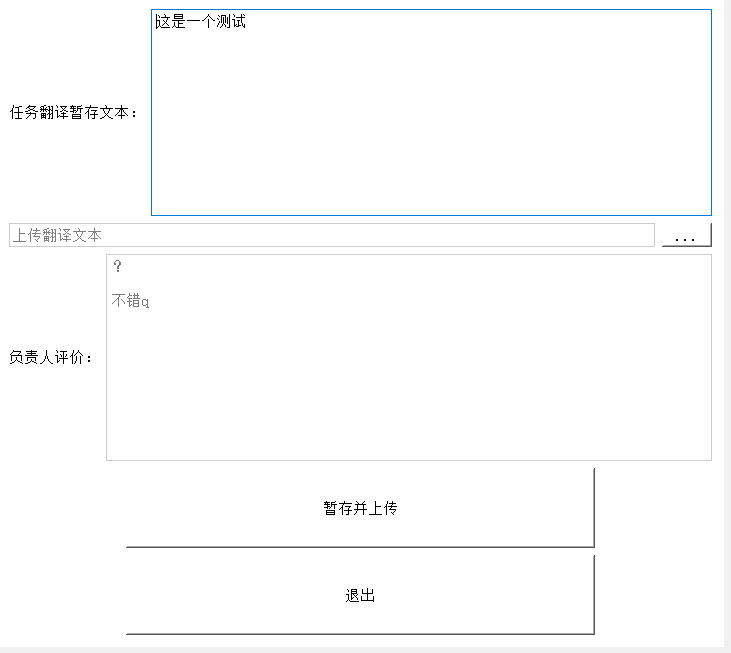 这是一个测试
任务翻译暂存文本：
上传翻译文本
...
？
不错q
负责人评价：
暂存并上传
退出